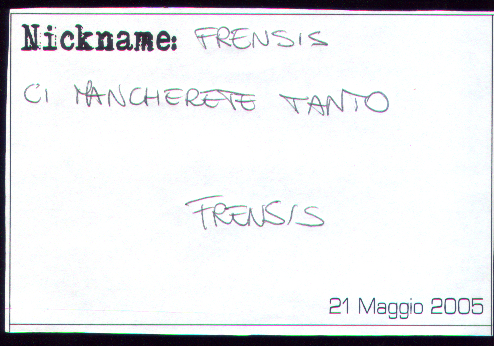 Nickname: FRENSIS
CI MANCHERETE TANTO
FRENSIS
21 Maggio 2005